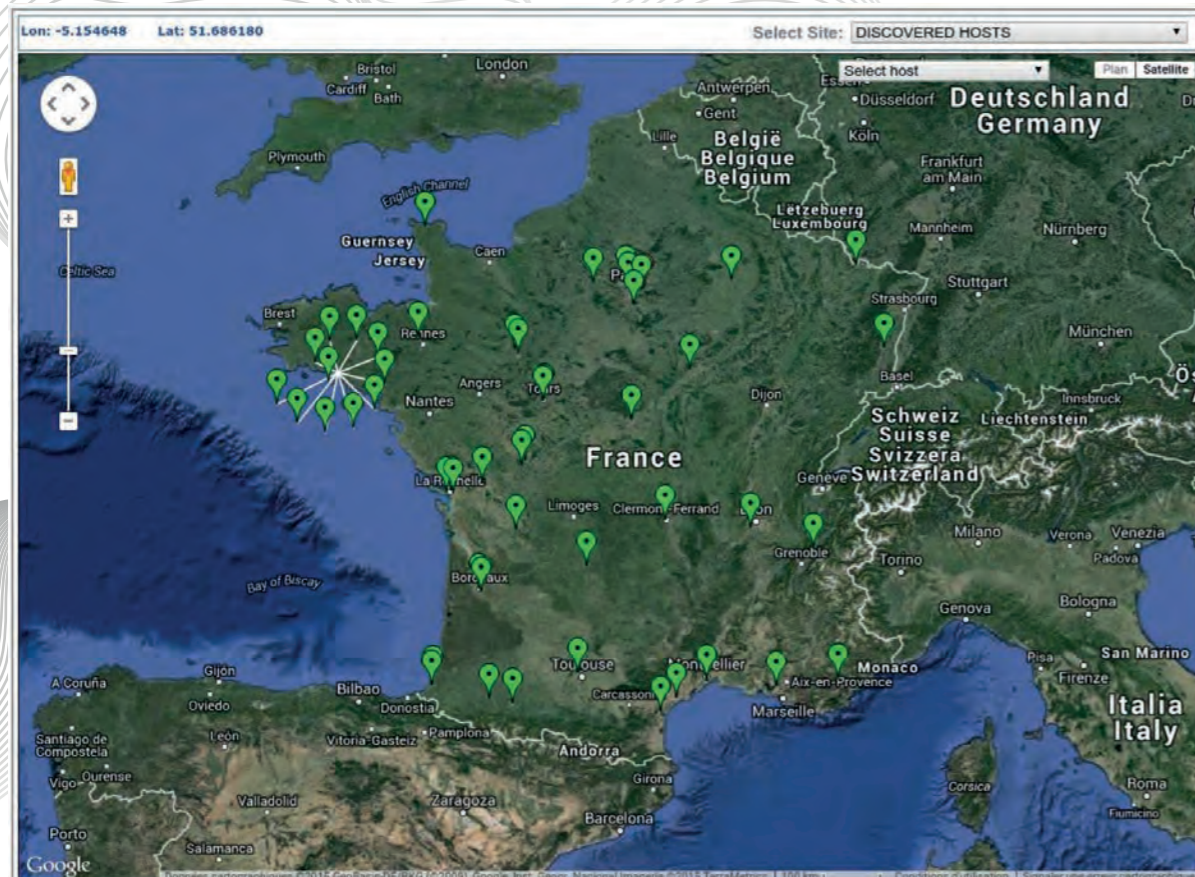 Lon: -5.154648 Lat: 51.686180
Select Site: DISCOVERED HOSTS
Select host
Plan Satellite
London
Bristol
Cardiff
Bath
Plymouth
English Channel
Guernsey
Jersey
Celtic Sea
Antwerpen
Gent
Lille
België
Belgique
Belgium
Düsseldorf
Köln
Deutschland
Germany
Frankfurt
am Main
Lëtzebuerg
Luxembourg
Mannheim
Nürnberg
Stuttgart
Strasbourg
München
Basel
Innsbruck
Caen
Brest
Rennes
Angers
Nantes
Tours
Dijon
France
Schweiz
Suisse
Svizzera
Switzerland
Liechtenstein
Genève
Limoges
Clermont-Ferrand
Grenoble
Milano
Verona
Venezia
Padova
Torino
Genova
Bologna
Bay of Biscay
Monaco
Aix-en-Provence
Marseille
Pisa
Firenze
San Marino
Italia
Italy
Corsica
Roma
Fiumicino
A Coruña
Gijón
Oviedo
Bilbao
Donostia
Santiago de
Compostela
León
Vitoria-Gasteiz
Pamplona
Andorra
Vigo
Ourense
Girona
Valladolid
Zaragoza
Barcelona
Porto
Salamanca
Google